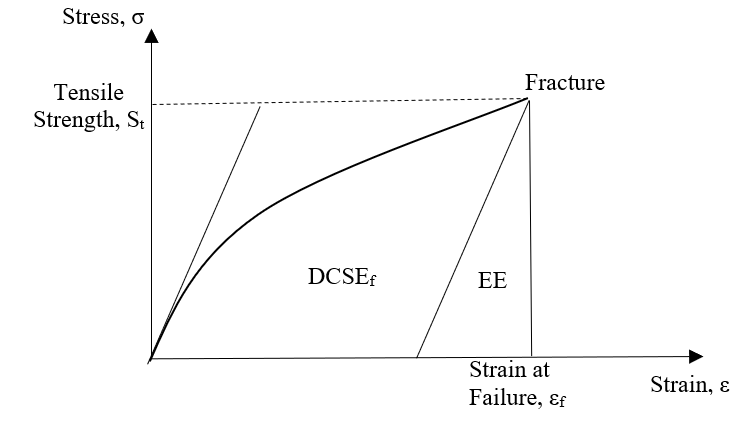 Stress, σ
Fracture
Tensile
Strength, Sₜ
DCSEf
EE
Strain at
Failure, εf
Strain, ε